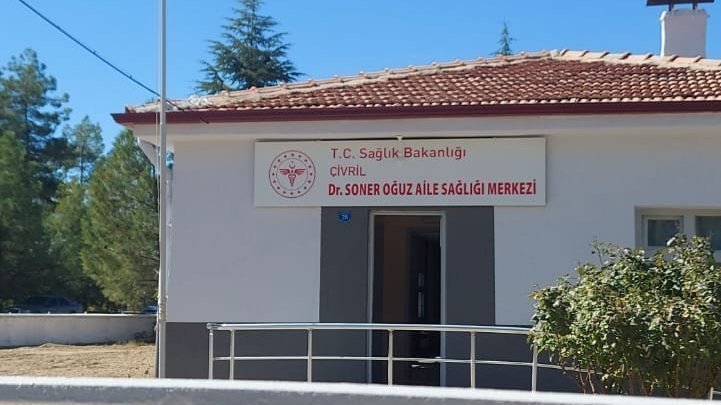 T.C. Sağlık Bakanlığı
ÇİVRİL
Dr. SONER OĞUZ AİLE SAĞLIĞI MERKEZİ